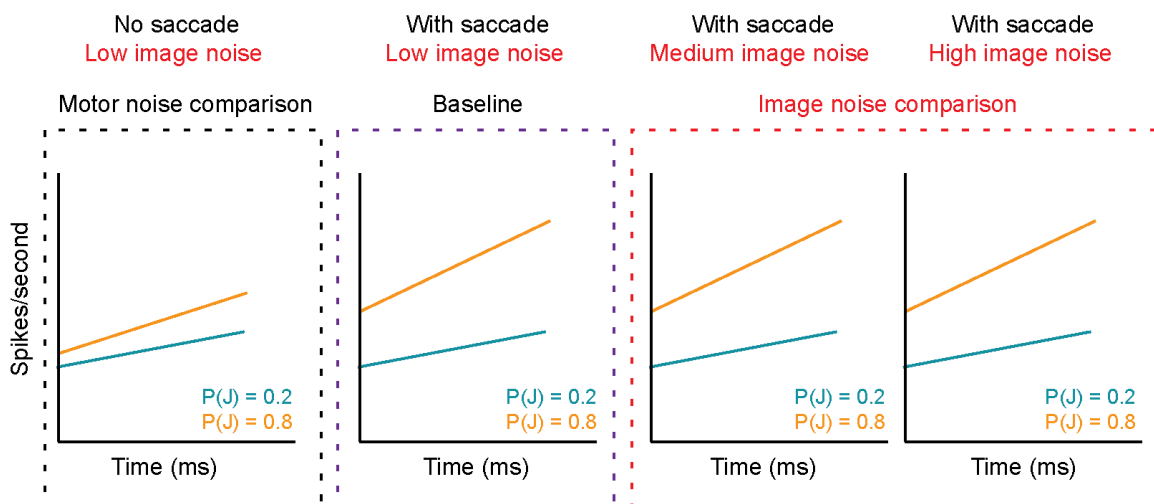 No saccade
Low image noise
With saccade
Low image noise
With saccade
Medium image noise
With saccade
High image noise
Motor noise comparison
Baseline
Image noise comparison
Spikes/second
P(J) = 0.2
P(J) = 0.8
Time (ms)
P(J) = 0.2
P(J) = 0.8
Time (ms)
P(J) = 0.2
P(J) = 0.8
Time (ms)
P(J) = 0.2
P(J) = 0.8
Time (ms)